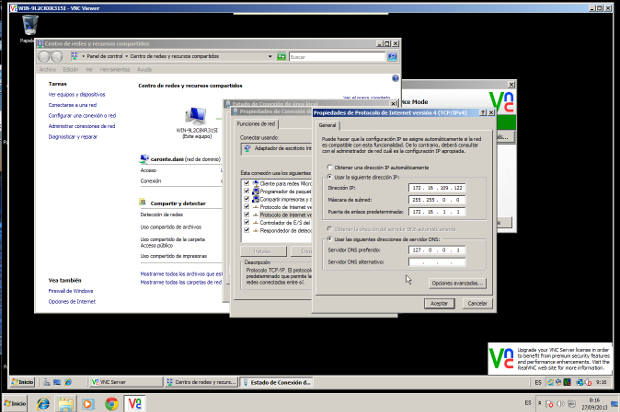 WIN-9L2C8XR31SE - VNC Viewer
Papelera
Centro de redes y recursos compartidos
Panel de control
Centro de redes y recursos compartidos
Buscar
Archivo Edición Ver Herramientas Ayuda
Tareas
Ver equipos y dispositivos
Conectarse a una red
Configurar una conexión o red
Administrar conexiones de red
Diagnosticar y reparar
Vea también
Firewall de Windows
Opciones de Internet
Centro de redes y recursos compartidos
Ver el mapa completo
(Este equipo)
caronte.dani (red de dominio)
Acceso
Conexión
Compartir y detectar
Detección de redes
Uso compartido de archivos
Uso compartido de la carpeta
Acceso público
Uso compartido de impresoras
Mostrarme todos los archivos que est
Mostrarme todas las carpetas de red
Estado de Conexión de área local
Propiedades de Conexión d
Funciones de red
Conectar usando:
Adaptador de escritorio Int
Esta conexión usa los siguientes
Cliente para redes Micro
Programador de paquet
Compartir impresoras y a
Protocolo de Internet ve
Protocolo de Internet ve
Controlador de E/S del
Respondedor de detecc
Instalar...
Descripción
Protocolo TCP/IP. El protocolo
predeterminado que permite la
redes conectadas entre sí.
ice Mode
Propiedades de Protocolo de Internet versión 4 (TCP/IPv4)
General
Puede hacer que la configuración IP se asigne automáticamente si la red
es compatible con esta funcionalidad. De lo contrario, deberá consultar
con el administrador de red cuál es la configuración IP apropiada.
Obtener una dirección IP automáticamente
Usar la siguiente dirección IP:
Dirección IP: 172 . 18 . 109 . 122
Máscara de subred: 255 . 255 . 0 . 0
Puerta de enlace predeterminada: 172 . 18 . 1 . 1
Obtener la dirección del servidor DNS automáticamente
Usar las siguientes direcciones de servidor DNS:
Servidor DNS preferido: 127 . 0 . 0 . 1
Servidor DNS alternativo: . . .
Opciones avanzadas...
Aceptar Cancelar
Upgrade your VNC Server license in order
to benefit from premium security features
and performance enhancements. Visit the
RealVNC web site for more information.
Inicio VNC Server Centro de redes y recurs... Estado de Conexión d... ES 9:35
Inicio ES 8:16
27/09/2013